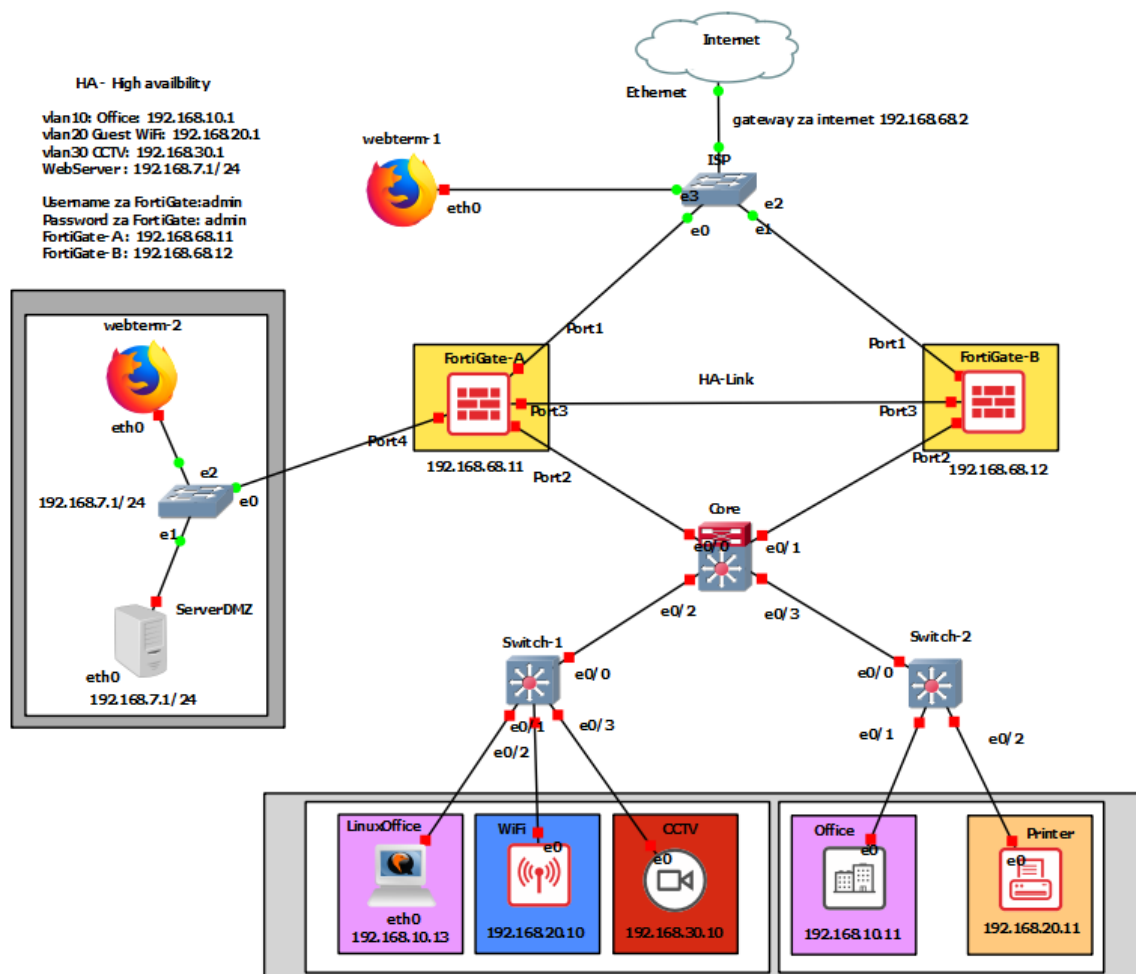 Internet
HA - High availbility
Ethernet
vlan10: Office: 192.168.10.1
vlan20 Guest WiFi: 192.168.20.1
vlan30 CCTV: 192.168.30.1
WebServer : 192.168.7.1/24
gateway za internet 192.168.68.2
webterm-1
ISP
Username za FortiGate:admin
Password za FortiGate: admin
FortiGate-A : 192.168.68.11
FortiGate-B : 192.168.68.12
eth0
e3
e2
e0
e1
webterm-2
Port1
Port1
FortiGate-A
FortiGate-B
HA-Link
Port3
Port3
eth0
Port4
Port2
Port2
192.168.68.11
192.168.68.12
e2
192.168.7.1/24
e0
e1
Core
e0/0
e0/1
ServerDMZ
e0/2
e0/3
Switch-1
Switch-2
eth0
192.168.7.1/24
e0/0
e0/0
e0/1
e0/3
e0/2
e0/1
e0/2
LinuxOffice
WiFi
CCTV
Office
Printer
e0
e0
e0
e0
eth0
192.168.10.13
192.168.20.10
192.168.30.10
192.168.10.11
192.168.20.11